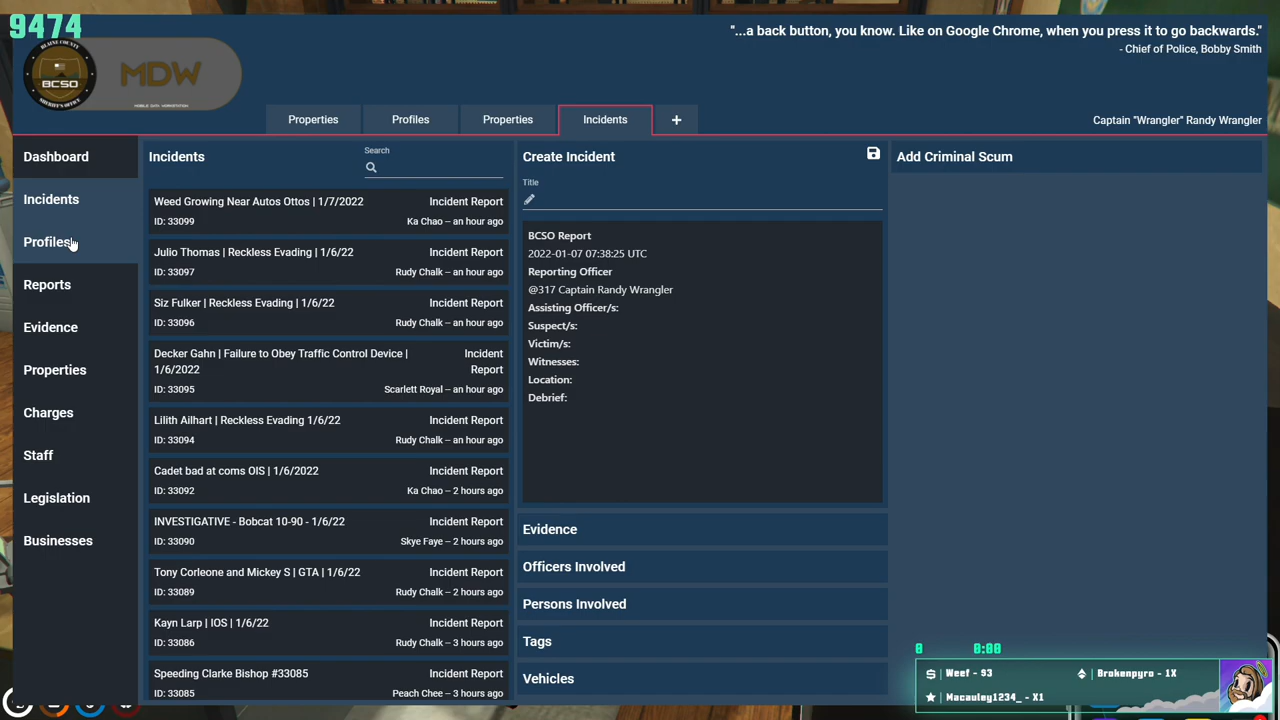 9474
"...a back button, you know. Like on Google Chrome, when you press it to go backwards."
- Chief of Police, Bobby Smith
BLAINE COUNTY
BCSO
SHERIFF'S OFFICE
MDW
MOBILE DATA WORKSTATION
Properties
Profiles
Properties
Incidents
+
Captain "Wrangler" Randy Wrangler
Dashboard
Incidents
Profiles
Reports
Evidence
Properties
Charges
Staff
Legislation
Businesses
Incidents
Search
Weed Growing Near Autos Ottos | 1/7/2022 Incident Report
ID: 33099 Ka Chao – an hour ago
Julio Thomas | Reckless Evading | 1/6/22 Incident Report
ID: 33097 Rudy Chalk – an hour ago
Siz Fulker | Reckless Evading | 1/6/22 Incident Report
ID: 33096 Rudy Chalk – an hour ago
Decker Gahn | Failure to Obey Traffic Control Device | Incident
1/6/2022 Report
ID: 33095 Scarlett Royal – an hour ago
Lilith Ailhart | Reckless Evading 1/6/22 Incident Report
ID: 33094 Rudy Chalk – an hour ago
Cadet bad at coms OIS | 1/6/2022 Incident Report
ID: 33092 Ka Chao – 2 hours ago
INVESTIGATIVE - Bobcat 10-90 - 1/6/22 Incident Report
ID: 33090 Skye Faye – 2 hours ago
Tony Corleone and Mickey S | GTA | 1/6/22 Incident Report
ID: 33089 Rudy Chalk – 2 hours ago
Kayn Larp | IOS | 1/6/22 Incident Report
ID: 33086 Rudy Chalk – 3 hours ago
Speeding Clarke Bishop #33085 Incident Report
ID: 33085 Peach Chee – 3 hours ago
Create Incident
Title
BCSO Report
2022-01-07 07:38:25 UTC
Reporting Officer
@317 Captain Randy Wrangler
Assisting Officer/s:
Suspect/s:
Victim/s:
Witnesses:
Location:
Debrief:
Evidence
Officers Involved
Persons Involved
Tags
Vehicles
Add Criminal Scum
0 0:00
Weef - $3 Brokenpyro - 1X
Macauley1234_ - X1